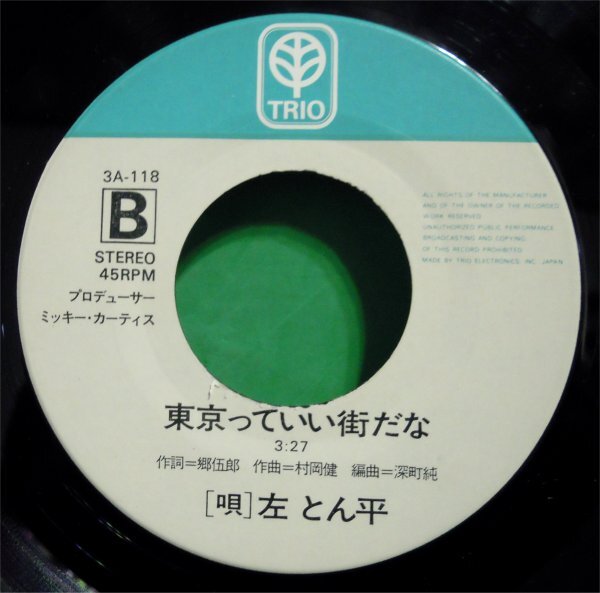 TRIO
3A-118
B
STEREO
45RPM
プロデューサー
ミッキー・カーティス
ALL RIGHTS OF THE MANUFACTURER
AND OF THE OWNER OF THE RECORDED
WORK RESERVED
UNAUTHORIZED PUBLIC PERFORMANCE
BROADCASTING AND COPYING
OF THIS RECORD PROHIBITED
MADE BY TRIO ELECTRONICS, INC. JAPAN
東京っていい街だな
3:27
作詞=郷伍郎 作曲=村岡健 編曲=深町純
[唄]左 とん平